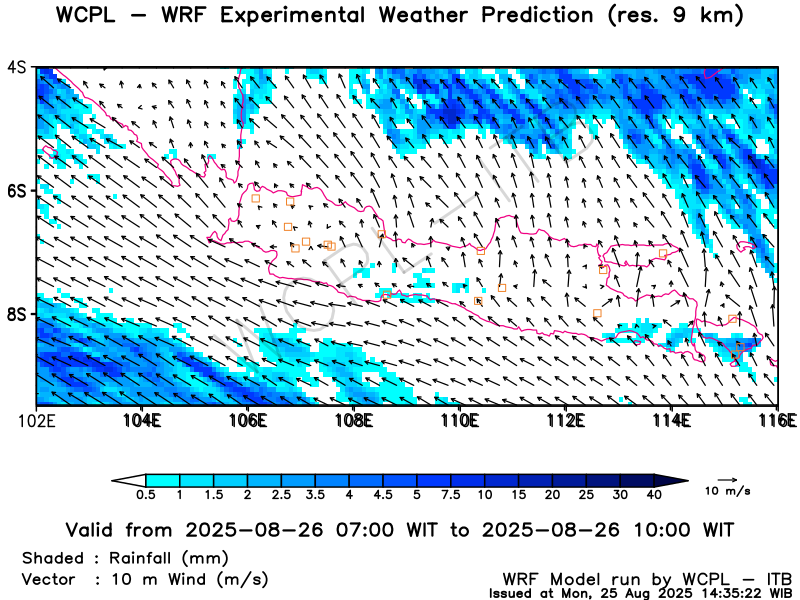 WCPL − WRF Experimental Weather Prediction (res. 9 km)
4S
6S
8S
102E 104E 106E 108E 110E 112E 114E 116E
WCPL−ITB
0.5 1 1.5 2 2.5 3.5 4 4.5 5 7.5 10 15 20 25 30 40
10 m/s
Valid from 2025−08−26 07:00 WIT to 2025−08−26 10:00 WIT
Shaded : Rainfall (mm)
Vector : 10 m Wind (m/s)
WRF Model run by WCPL − ITB
Issued at Mon, 25 Aug 2025 14:35:22 WIB